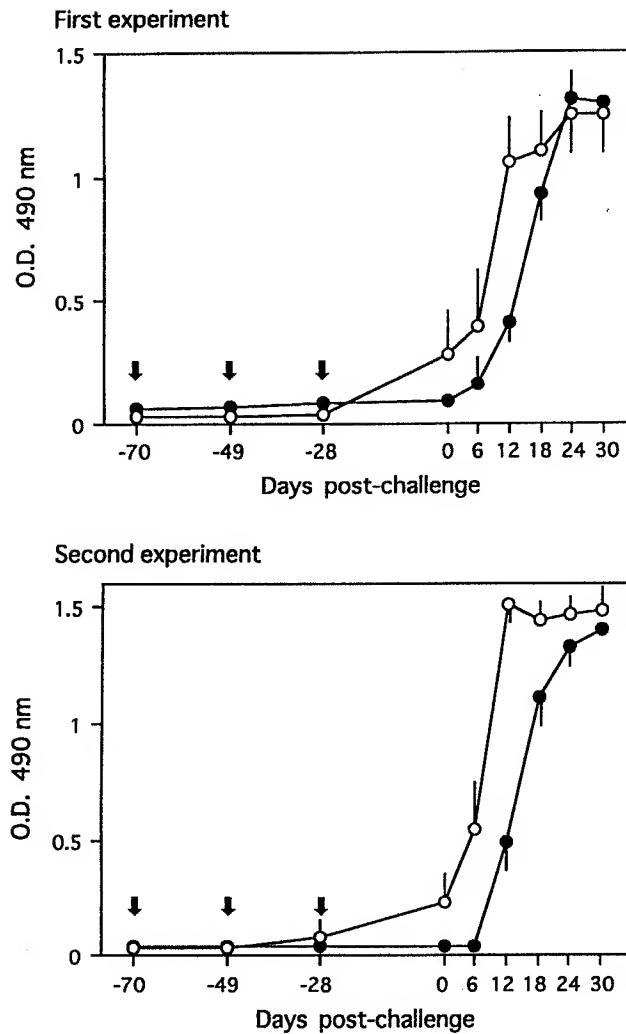 First experiment
1.5
1
0.5
0
O.D. 490 nm
-70 -49 -28 0 6 12 18 24 30
Days post-challenge
Second experiment
1.5
1
0.5
0
O.D. 490 nm
-70 -49 -28 0 6 12 18 24 30
Days post-challenge